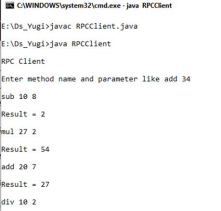 C:\WINDOWS\system32\cmd.exe - java RPCClient
E:\Ds_Yugi>javac RPCClient.java
E:\Ds_Yugi>java RPCClient
RPC Client
Enter method name and parameter like add 34
sub 10 8
Result = 2
mul 27 2
Result = 54
add 20 7
Result = 27
div 10 2